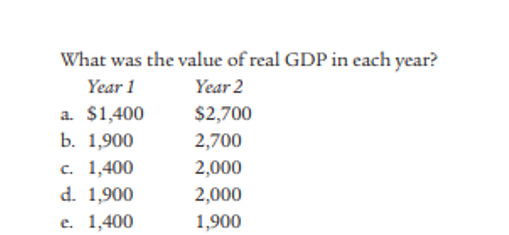 What was the value of real GDP in each year?
Year 1 Year 2
a. $1,400 $2,700
b. 1,900 2,700
c. 1,400 2,000
d. 1,900 2,000
e. 1,400 1,900